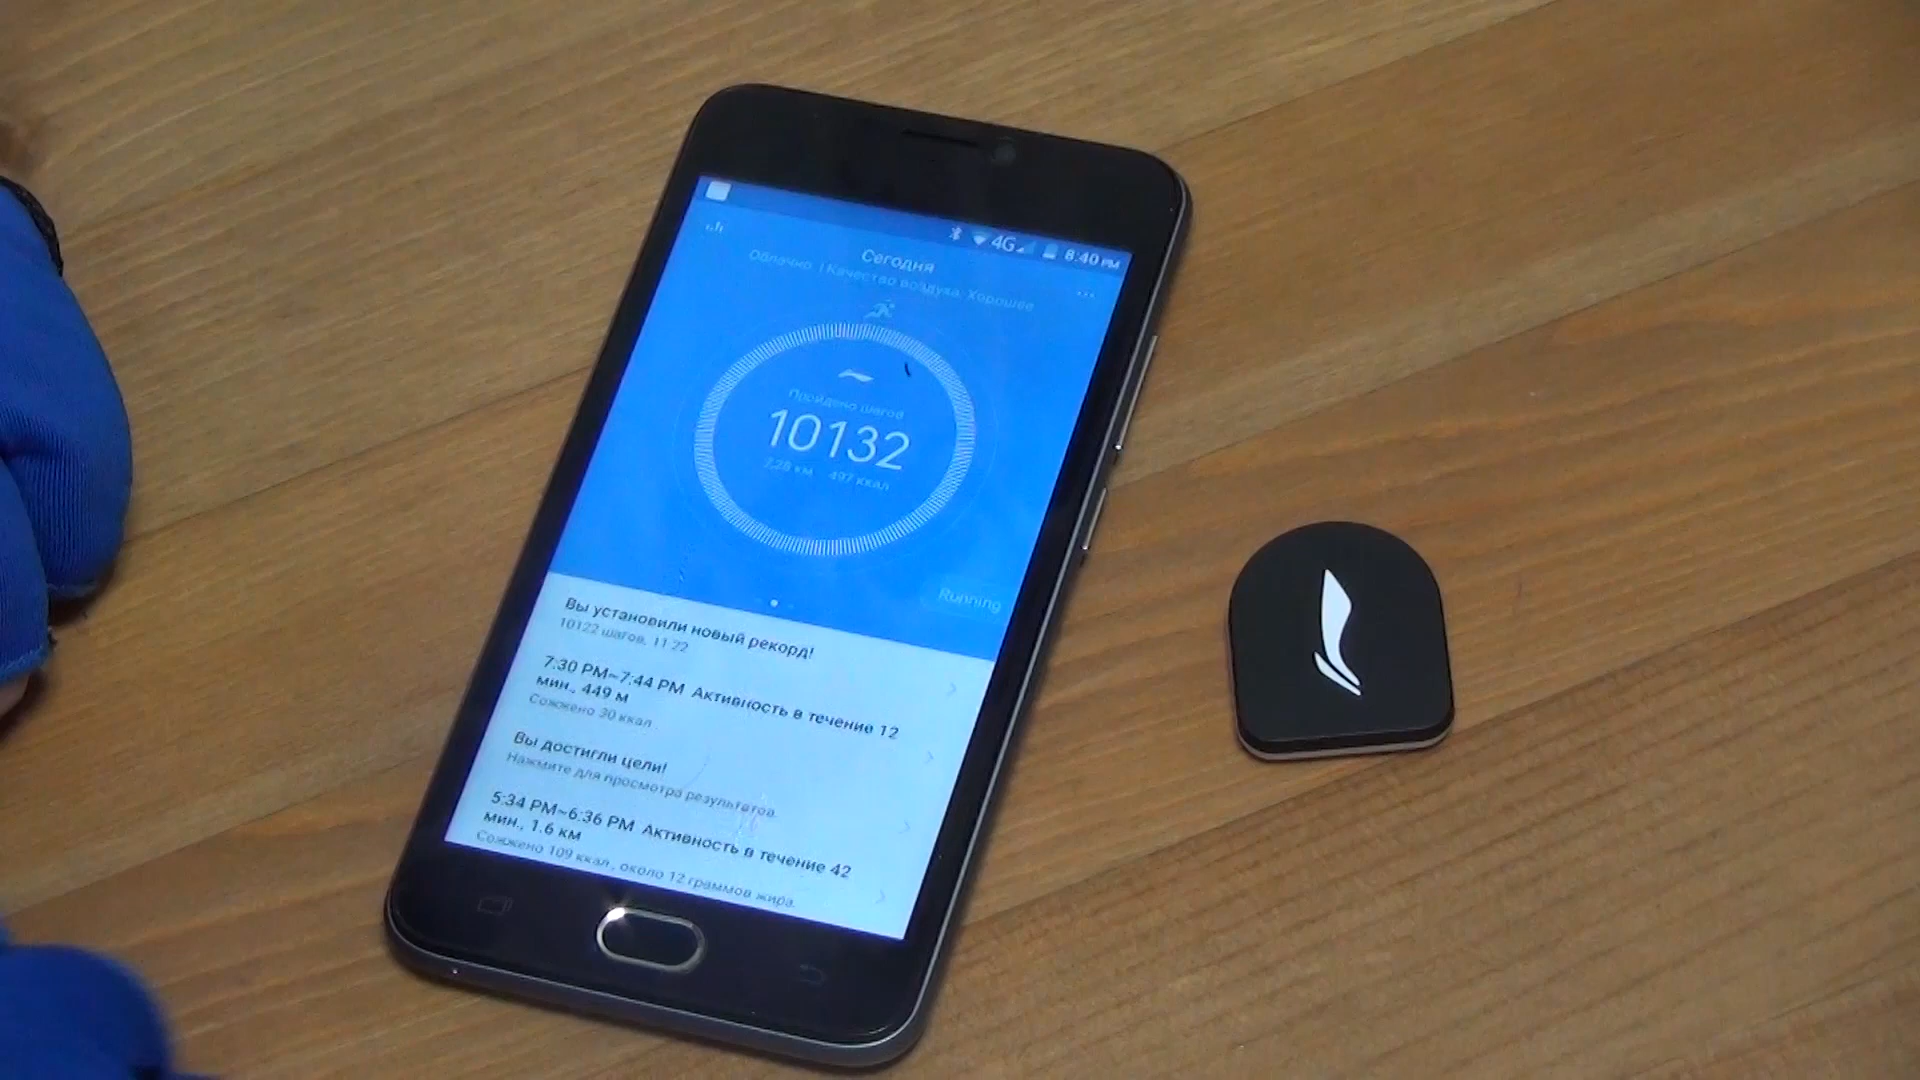 4G 8:40 PM
Сегодня
Облачно | Качество воздуха: Хорошее
Пройдено шагов
10132
7,28 км 497 ккал
Running
Вы установили новый рекорд!
10122 шагов, 11 22
7:30 PM~7:44 PM Активность в течение 12
мин., 449 м
Сожжено 30 ккал.
Вы достигли цели!
Нажмите для просмотра результатов.
5:34 PM~6:36 PM Активность в течение 42
мин., 1.6 км
Сожжено 109 ккал., около 12 граммов жира.